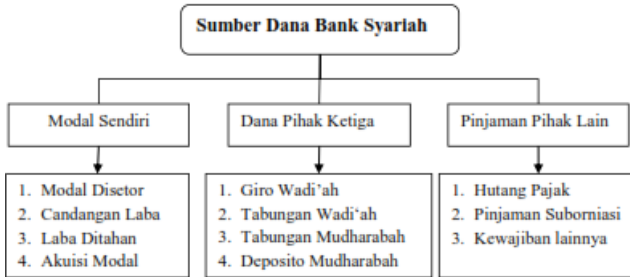 Sumber Dana Bank Syariah
Modal Sendiri
Dana Pihak Ketiga
Pinjaman Pihak Lain
1. Modal Disetor
2. Candangan Laba
3. Laba Ditahan
4. Akuisi Modal
1. Giro Wadi’ah
2. Tabungan Wadi‘ah
3. Tabungan Mudharabah
4. Deposito Mudharabah
1. Hutang Pajak
2. Pinjaman Suborniasi
3. Kewajiban lainnya